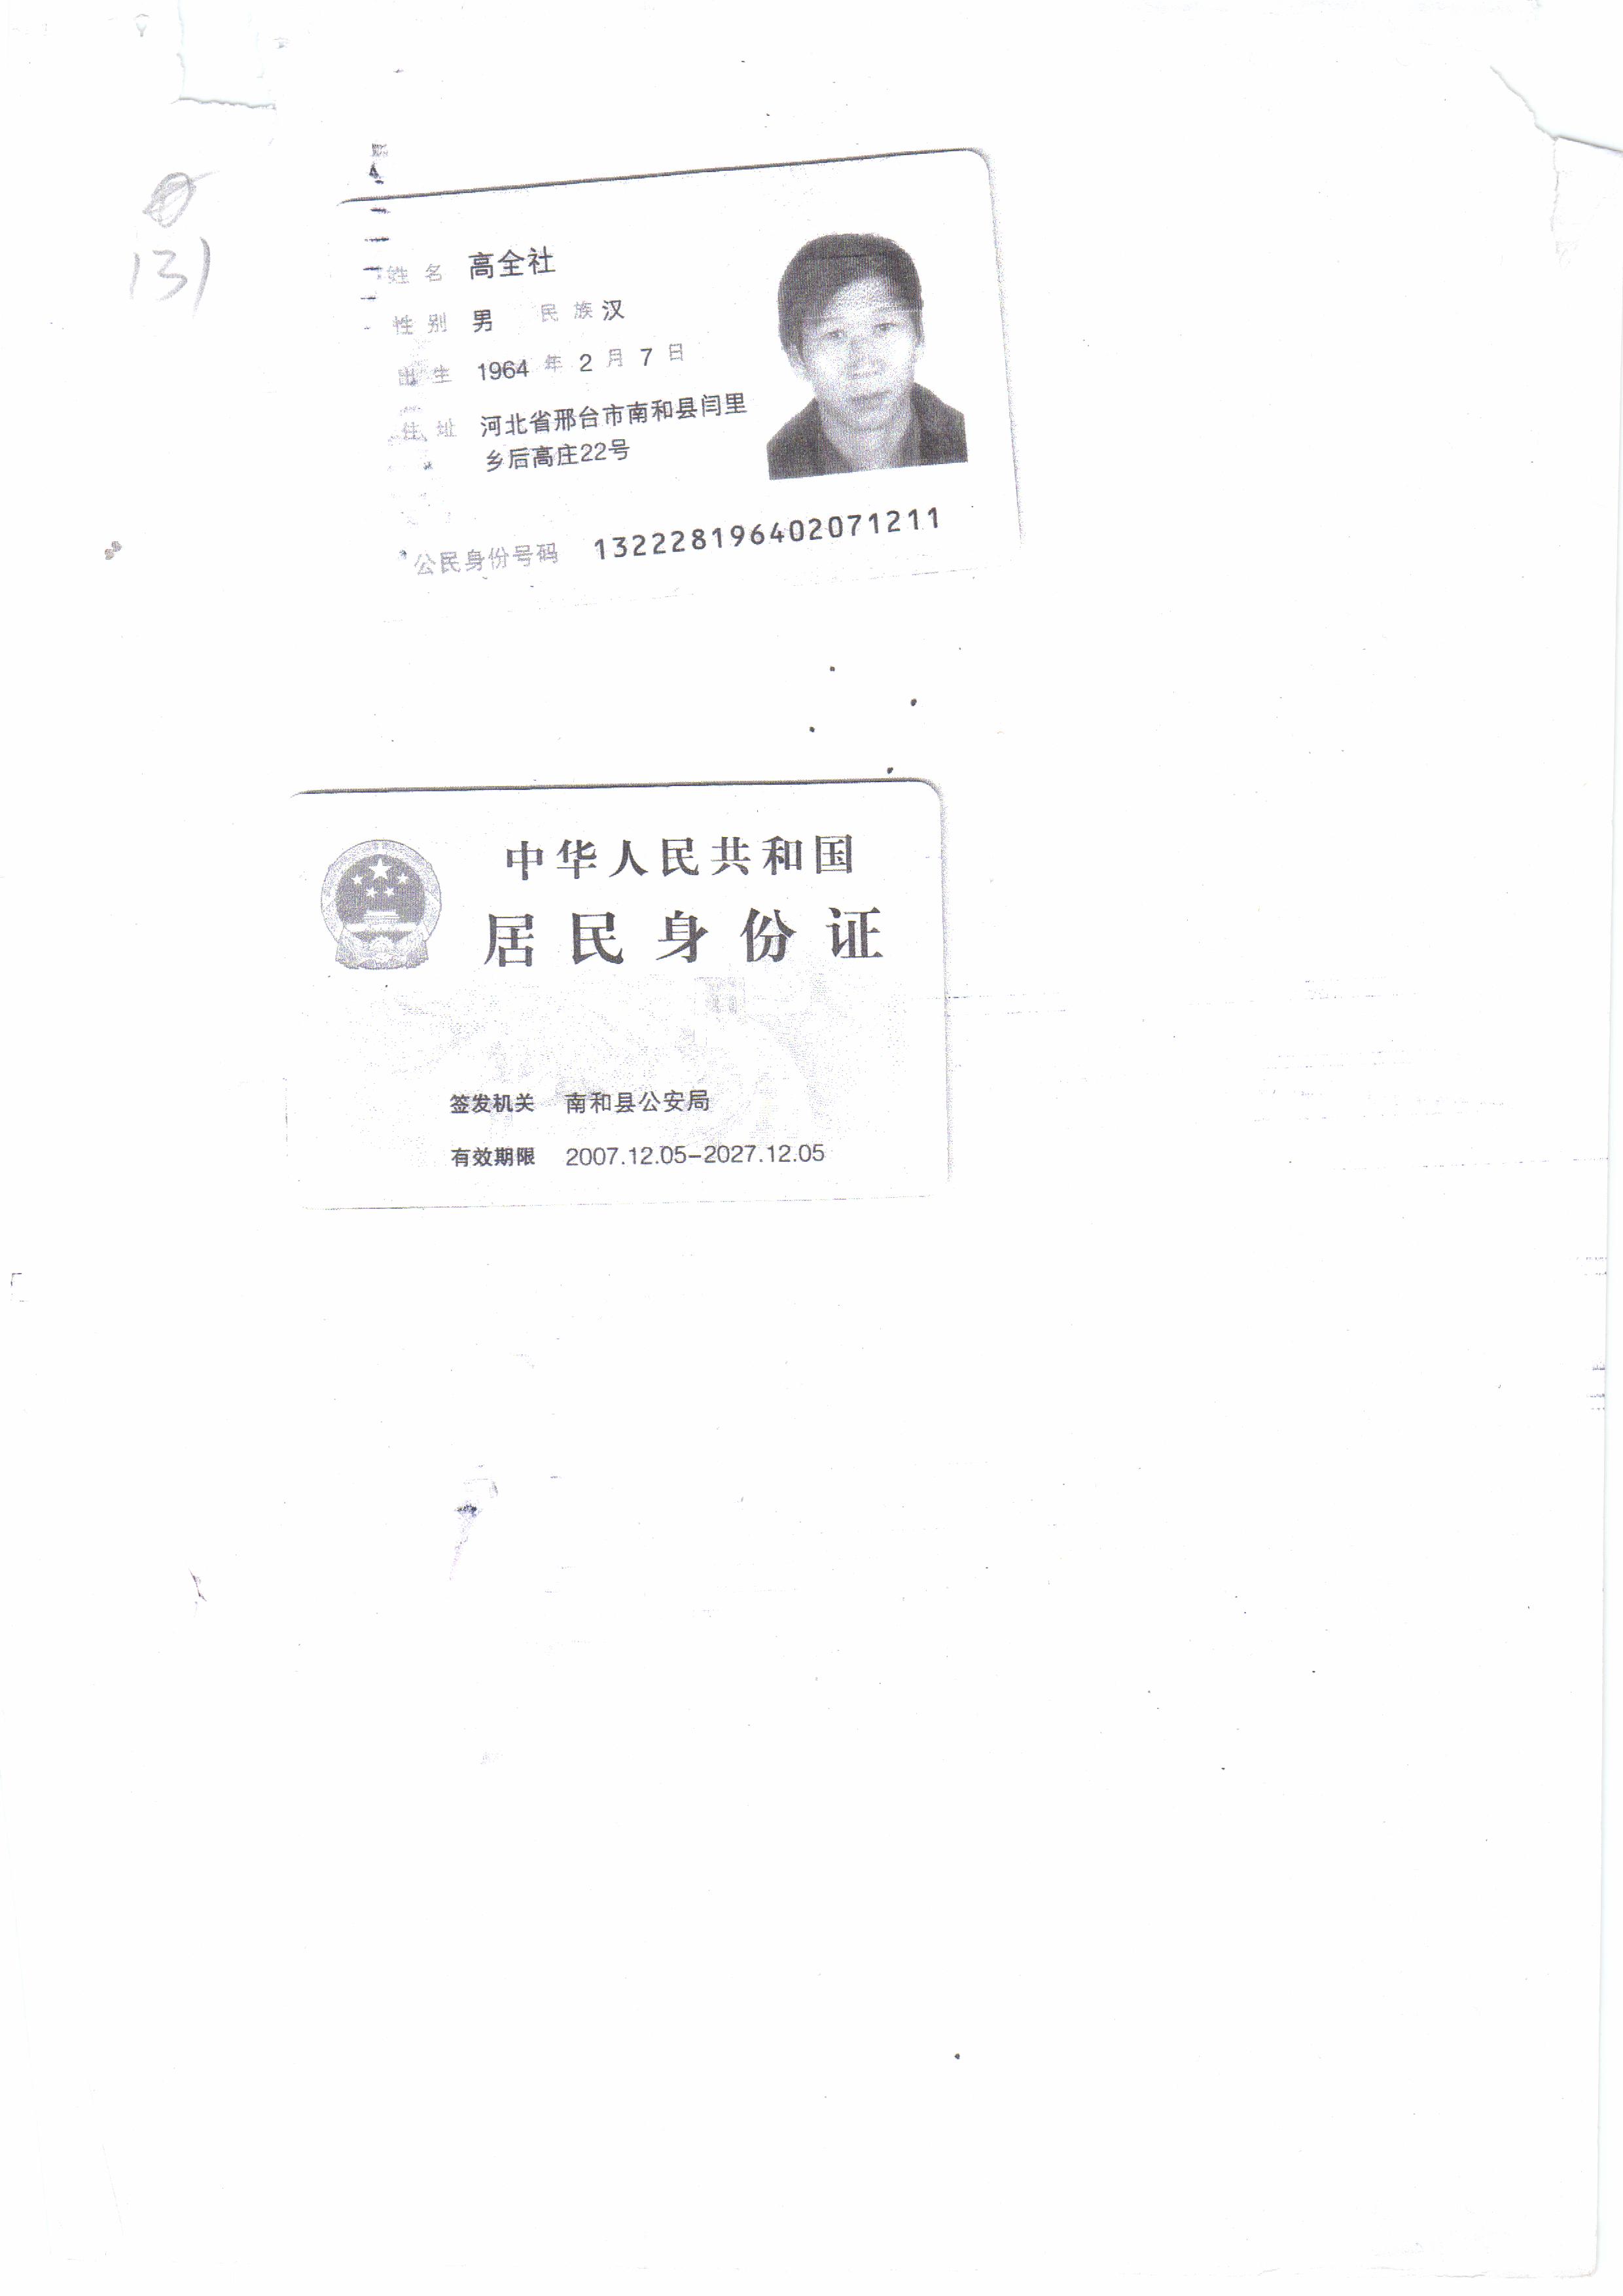 131
姓名 高全社
性别 男 民族 汉
出生 1964 年 2 月 7 日
住址 河北省邢台市南和县闫里
乡后高庄22号
公民身份号码 132228196402071211
中华人民共和国
居民身份证
签发机关 南和县公安局
有效期限 2007.12.05-2027.12.05